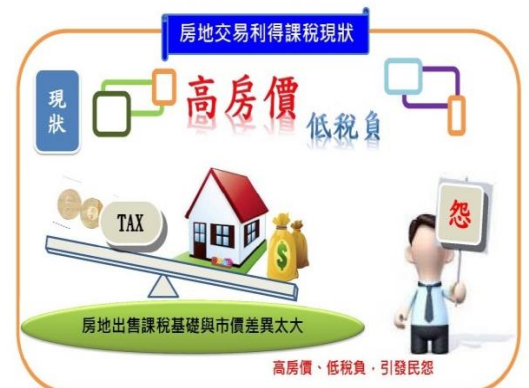 房地交易利得課稅現狀
現狀
高房價
低稅負
TAX
$
怨
房地出售課稅基礎與市價差異太大
高房價、低稅負，引發民怨